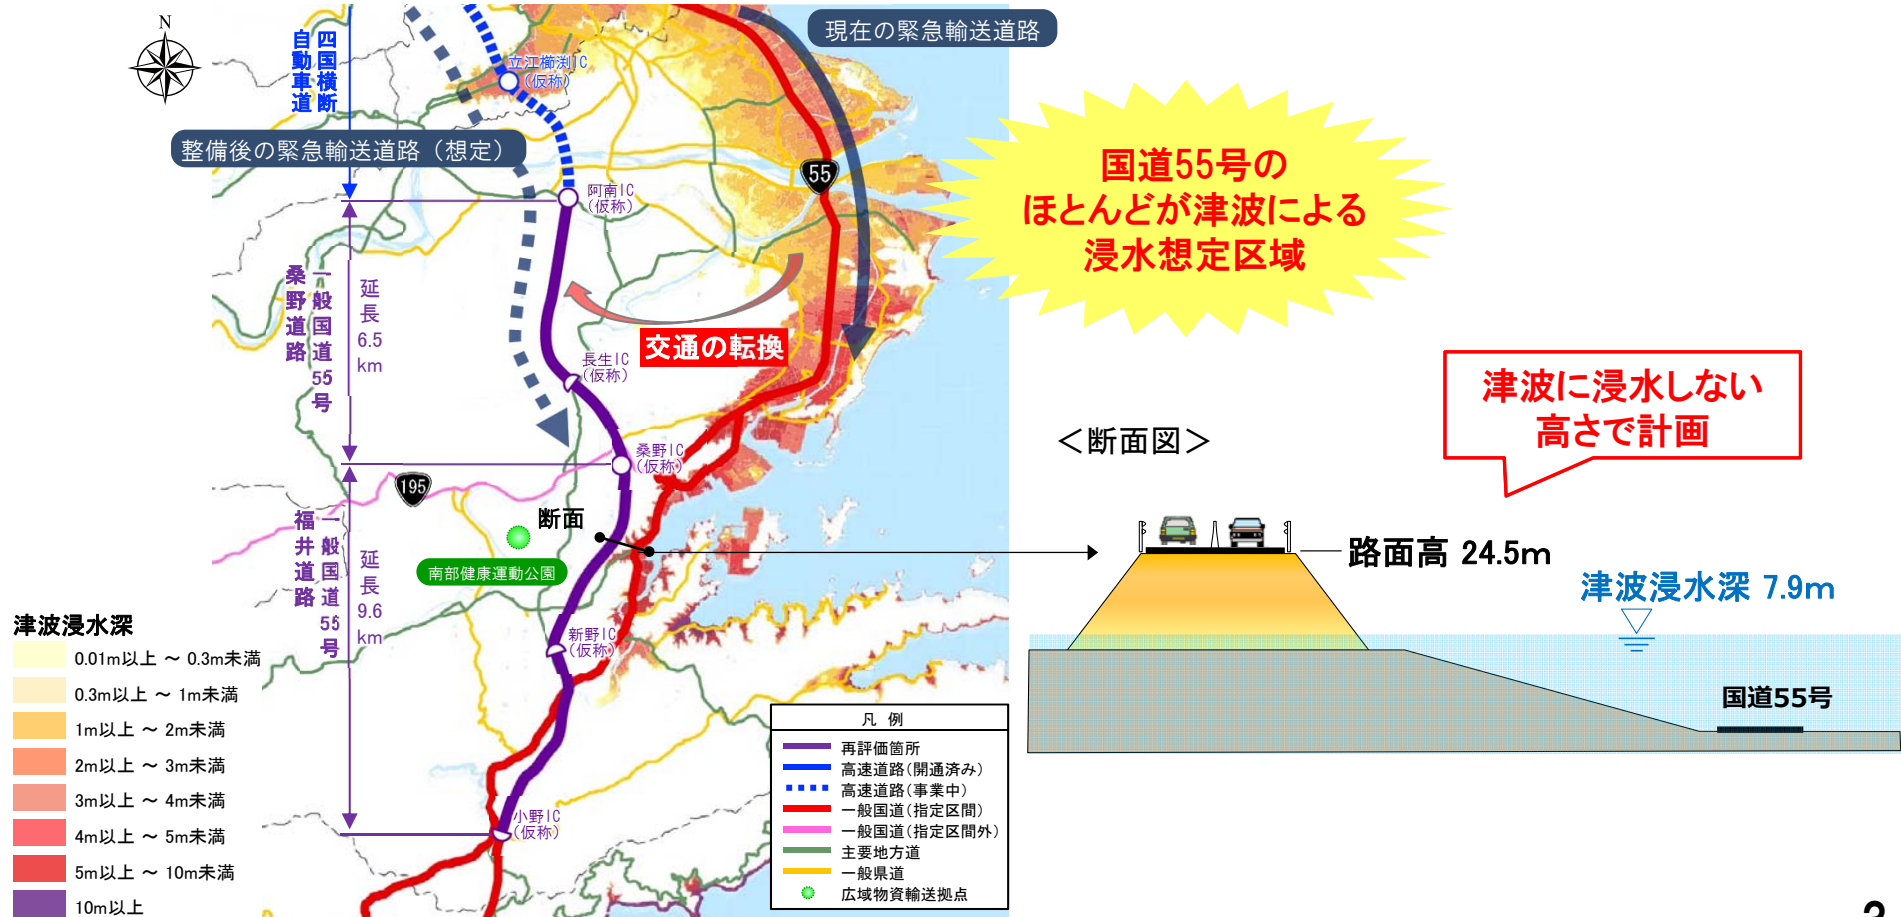 N
四国横断
自動車道
現在の緊急輸送道路
立江櫛渕IC
(仮称)
整備後の緊急輸送道路(想定)
阿南IC
(仮称)
55
国道55号の
ほとんどが津波による
浸水想定区域
一般国道55号
桑野道路
延長
6.5
km
交通の転換
長生IC
(仮称)
桑野IC
(仮称)
195
断面
南部健康運動公園
一般国道55号
福井道路
延長
9.6
km
新野IC
(仮称)
小野IC
(仮称)
津波浸水深
0.01m以上 ~ 0.3m未満
0.3m以上 ~ 1m未満
1m以上 ~ 2m未満
2m以上 ~ 3m未満
3m以上 ~ 4m未満
4m以上 ~ 5m未満
5m以上 ~ 10m未満
10m以上
凡 例
再評価箇所
高速道路(開通済み)
高速道路(事業中)
一般国道(指定区間)
一般国道(指定区間外)
主要地方道
一般県道
広域物資輸送拠点
津波に浸水しない
高さで計画
<断面図>
路面高 24.5m
津波浸水深 7.9m
国道55号